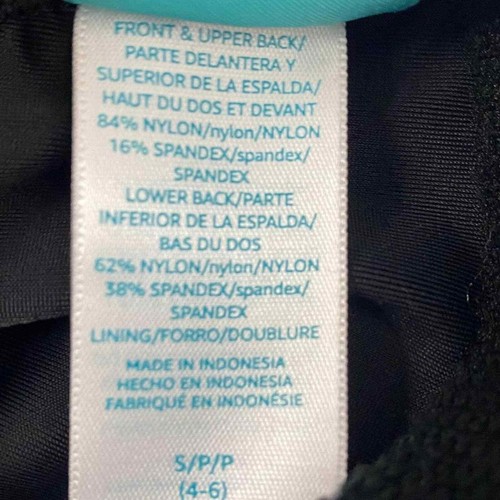 FRONT & UPPER BACK/
PARTE DELANTERA Y
SUPERIOR DE LA ESPALDA/
HAUT DU DOS ET DEVANT
84% NYLON/nylon/NYLON
16% SPANDEX/spandex/
SPANDEX
LOWER BACK/PARTE
INFERIOR DE LA ESPALDA/
BAS DU DOS
62% NYLON/nylon/NYLON
38% SPANDEX/spandex/
SPANDEX
LINING/FORRO/DOUBLURE
MADE IN INDONESIA
HECHO EN INDONESIA
FABRIQUÉ EN INDONÉSIE
S/P/P
(4-6)